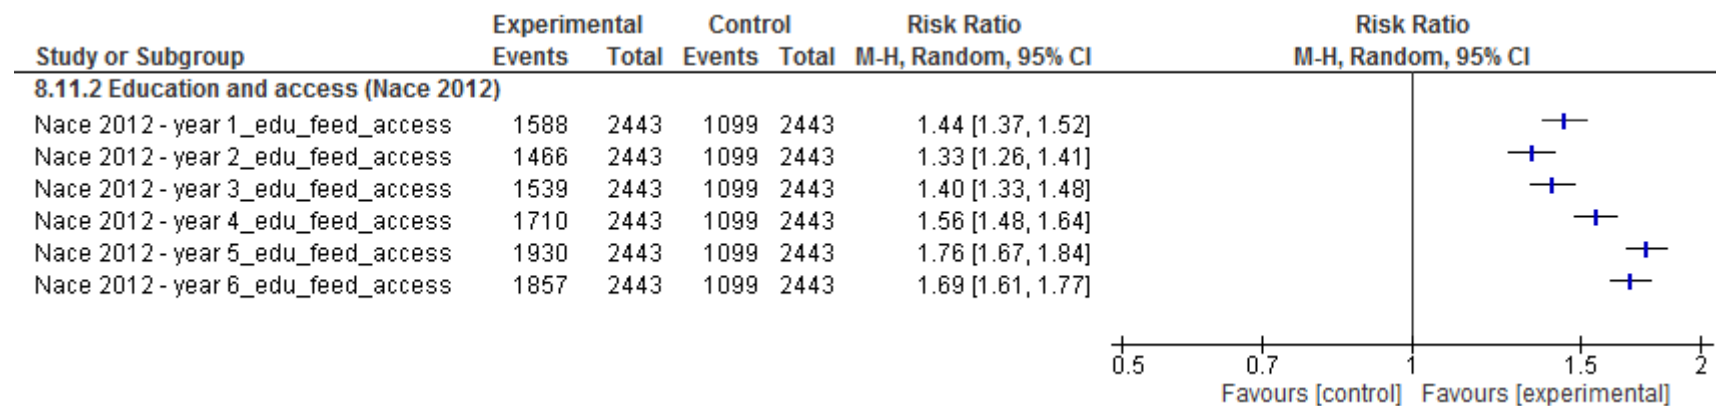 Experimental Control Risk Ratio Risk Ratio
Study or Subgroup Events Total Events Total M-H, Random, 95% CI M-H, Random, 95% CI
8.11.2 Education and access (Nace 2012)
Nace 2012 - year 1_edu_feed_access 1588 2443 1099 2443 1.44 [1.37, 1.52]
Nace 2012 - year 2_edu_feed_access 1466 2443 1099 2443 1.33 [1.26, 1.41]
Nace 2012 - year 3_edu_feed_access 1539 2443 1099 2443 1.40 [1.33, 1.48]
Nace 2012 - year 4_edu_feed_access 1710 2443 1099 2443 1.56 [1.48, 1.64]
Nace 2012 - year 5_edu_feed_access 1930 2443 1099 2443 1.76 [1.67, 1.84]
Nace 2012 - year 6_edu_feed_access 1857 2443 1099 2443 1.69 [1.61, 1.77]
0.5 0.7 1 1.5 2
Favours [control] Favours [experimental]